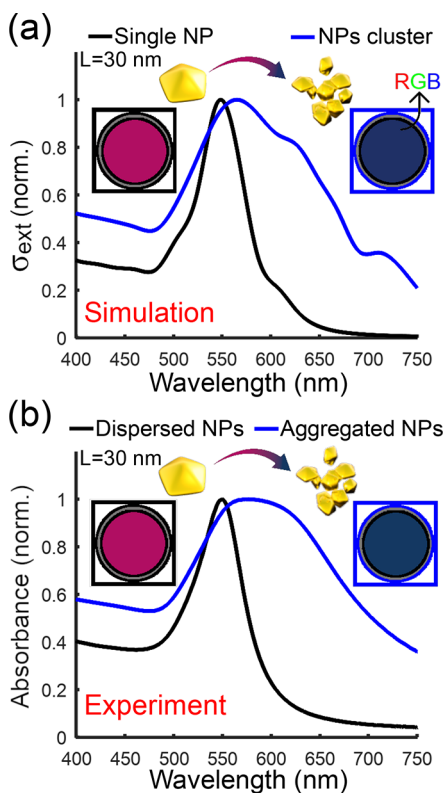 (a)
Single NP
NPs cluster
L=30 nm
RGB
σext (norm.)
1
0.8
0.6
0.4
0.2
0
Simulation
400 450 500 550 600 650 700 750
Wavelength (nm)
(b)
Dispersed NPs
Aggregated NPs
L=30 nm
Absorbance (norm.)
1
0.8
0.6
0.4
0.2
0
Experiment
400 450 500 550 600 650 700 750
Wavelength (nm)